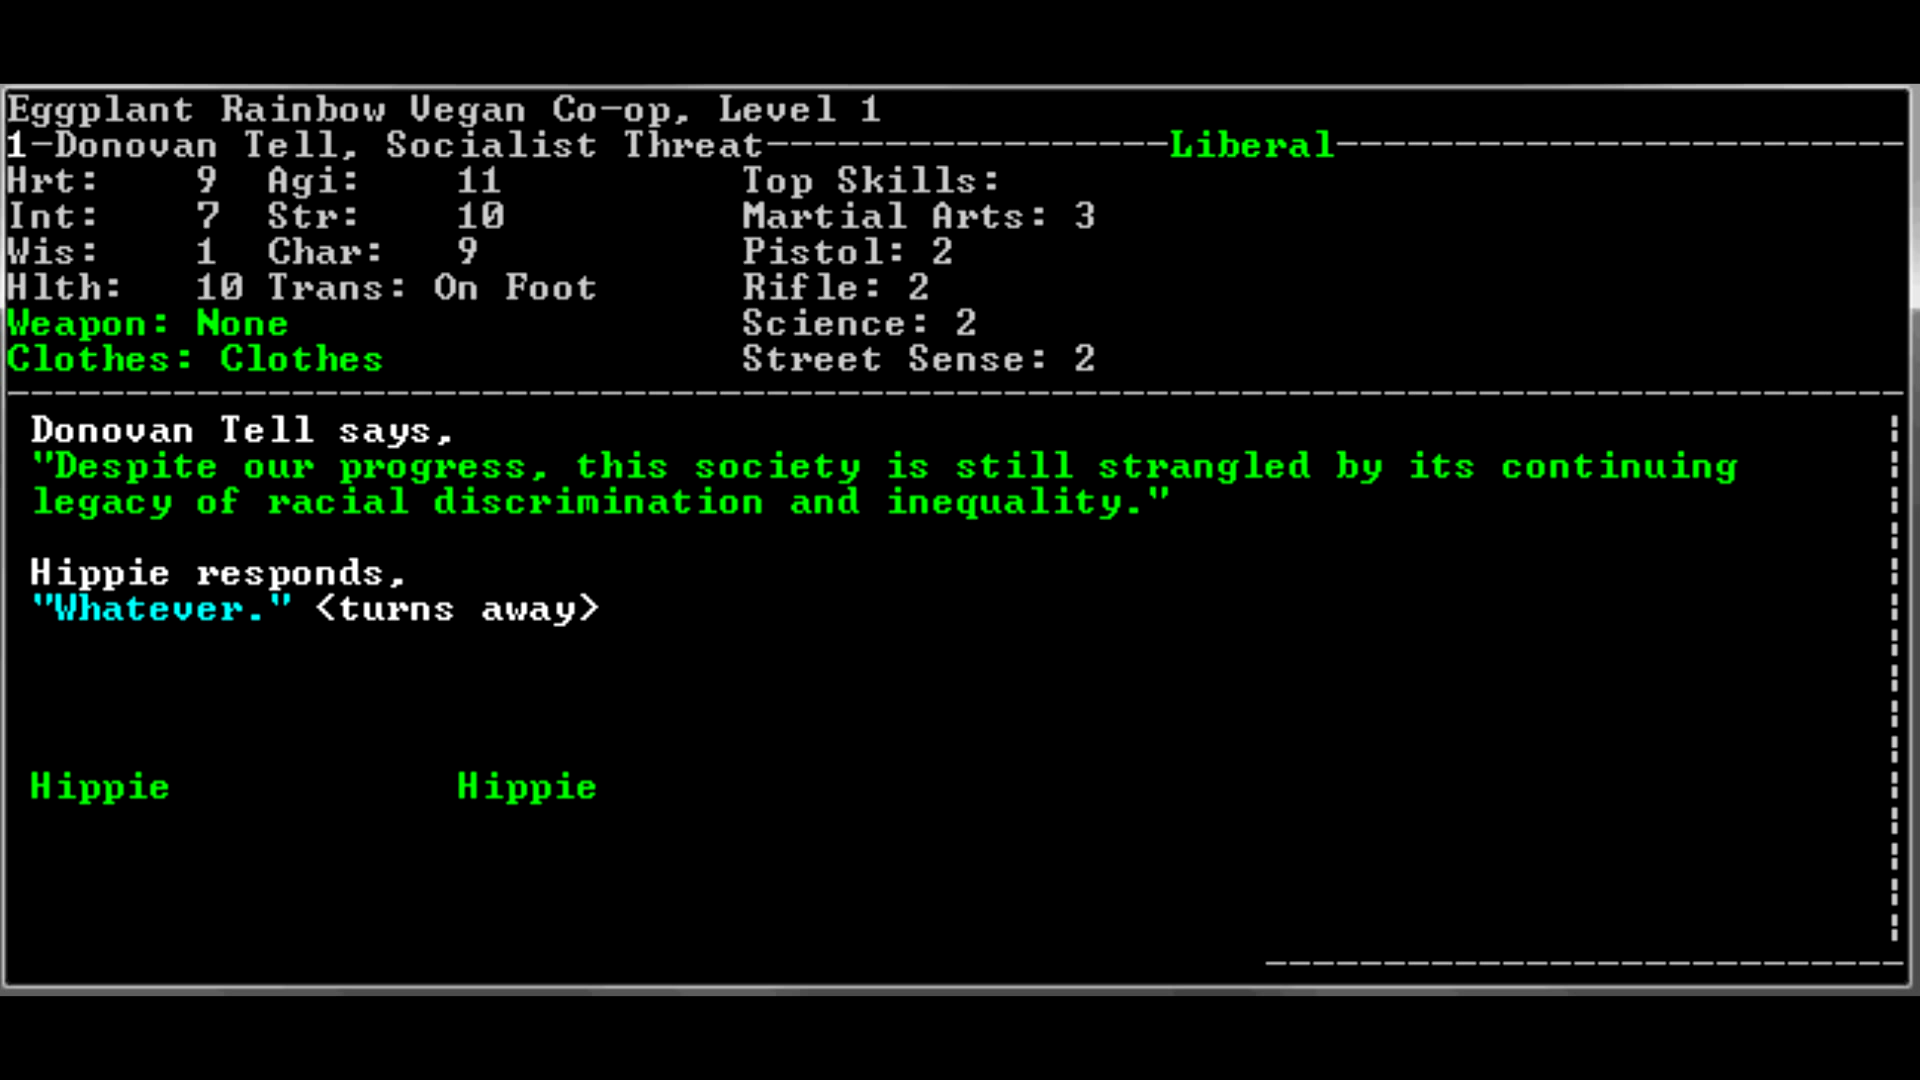 Eggplant Rainbow Vegan Co-op, Level 1
1-Donovan Tell, Socialist Threat-----------------Liberal------------------------
Hrt: 9 Agi: 11 Top Skills:
Int: 7 Str: 10 Martial Arts: 3
Wis: 1 Char: 9 Pistol: 2
Hlth: 10 Trans: On Foot Rifle: 2
Weapon: None Science: 2
Clothes: Clothes Street Sense: 2
Donovan Tell says,
"Despite our progress, this society is still strangled by its continuing
legacy of racial discrimination and inequality."
Hippie responds,
"Whatever." <turns away>
Hippie Hippie